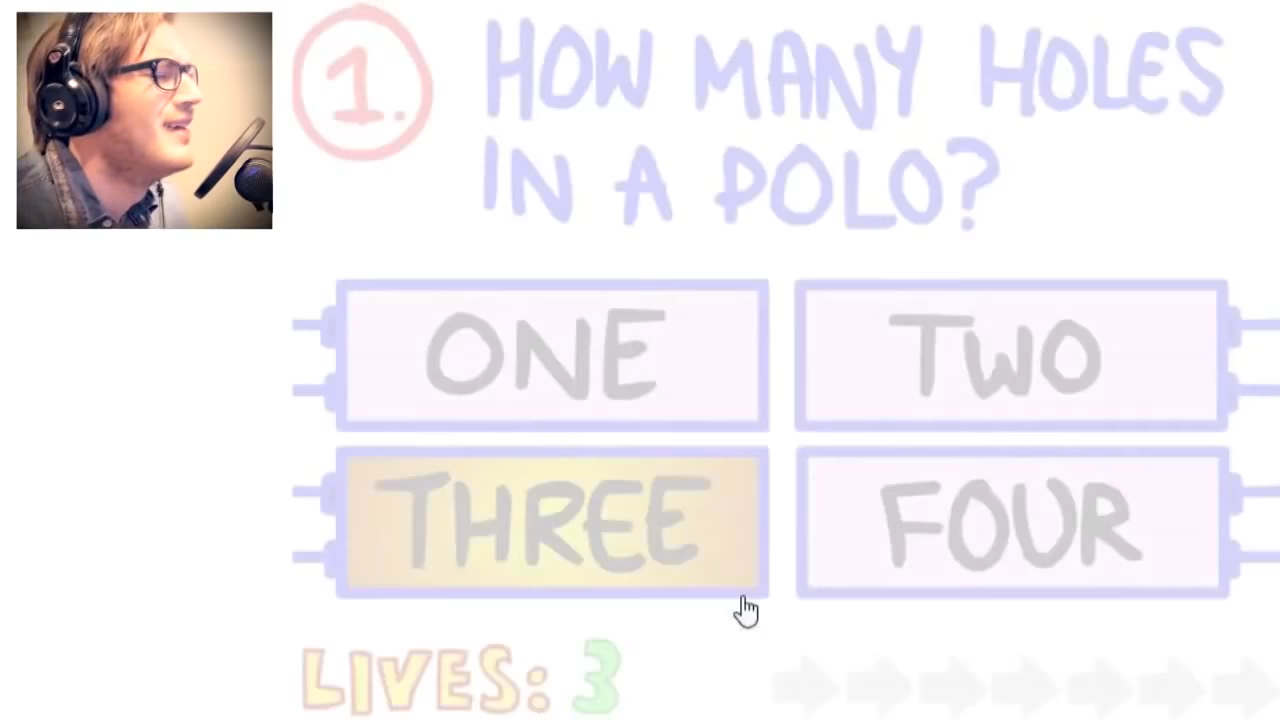 1. HOW MANY HOLES
IN A POLO?
ONE
TWO
THREE
FOUR
LIVES: 3